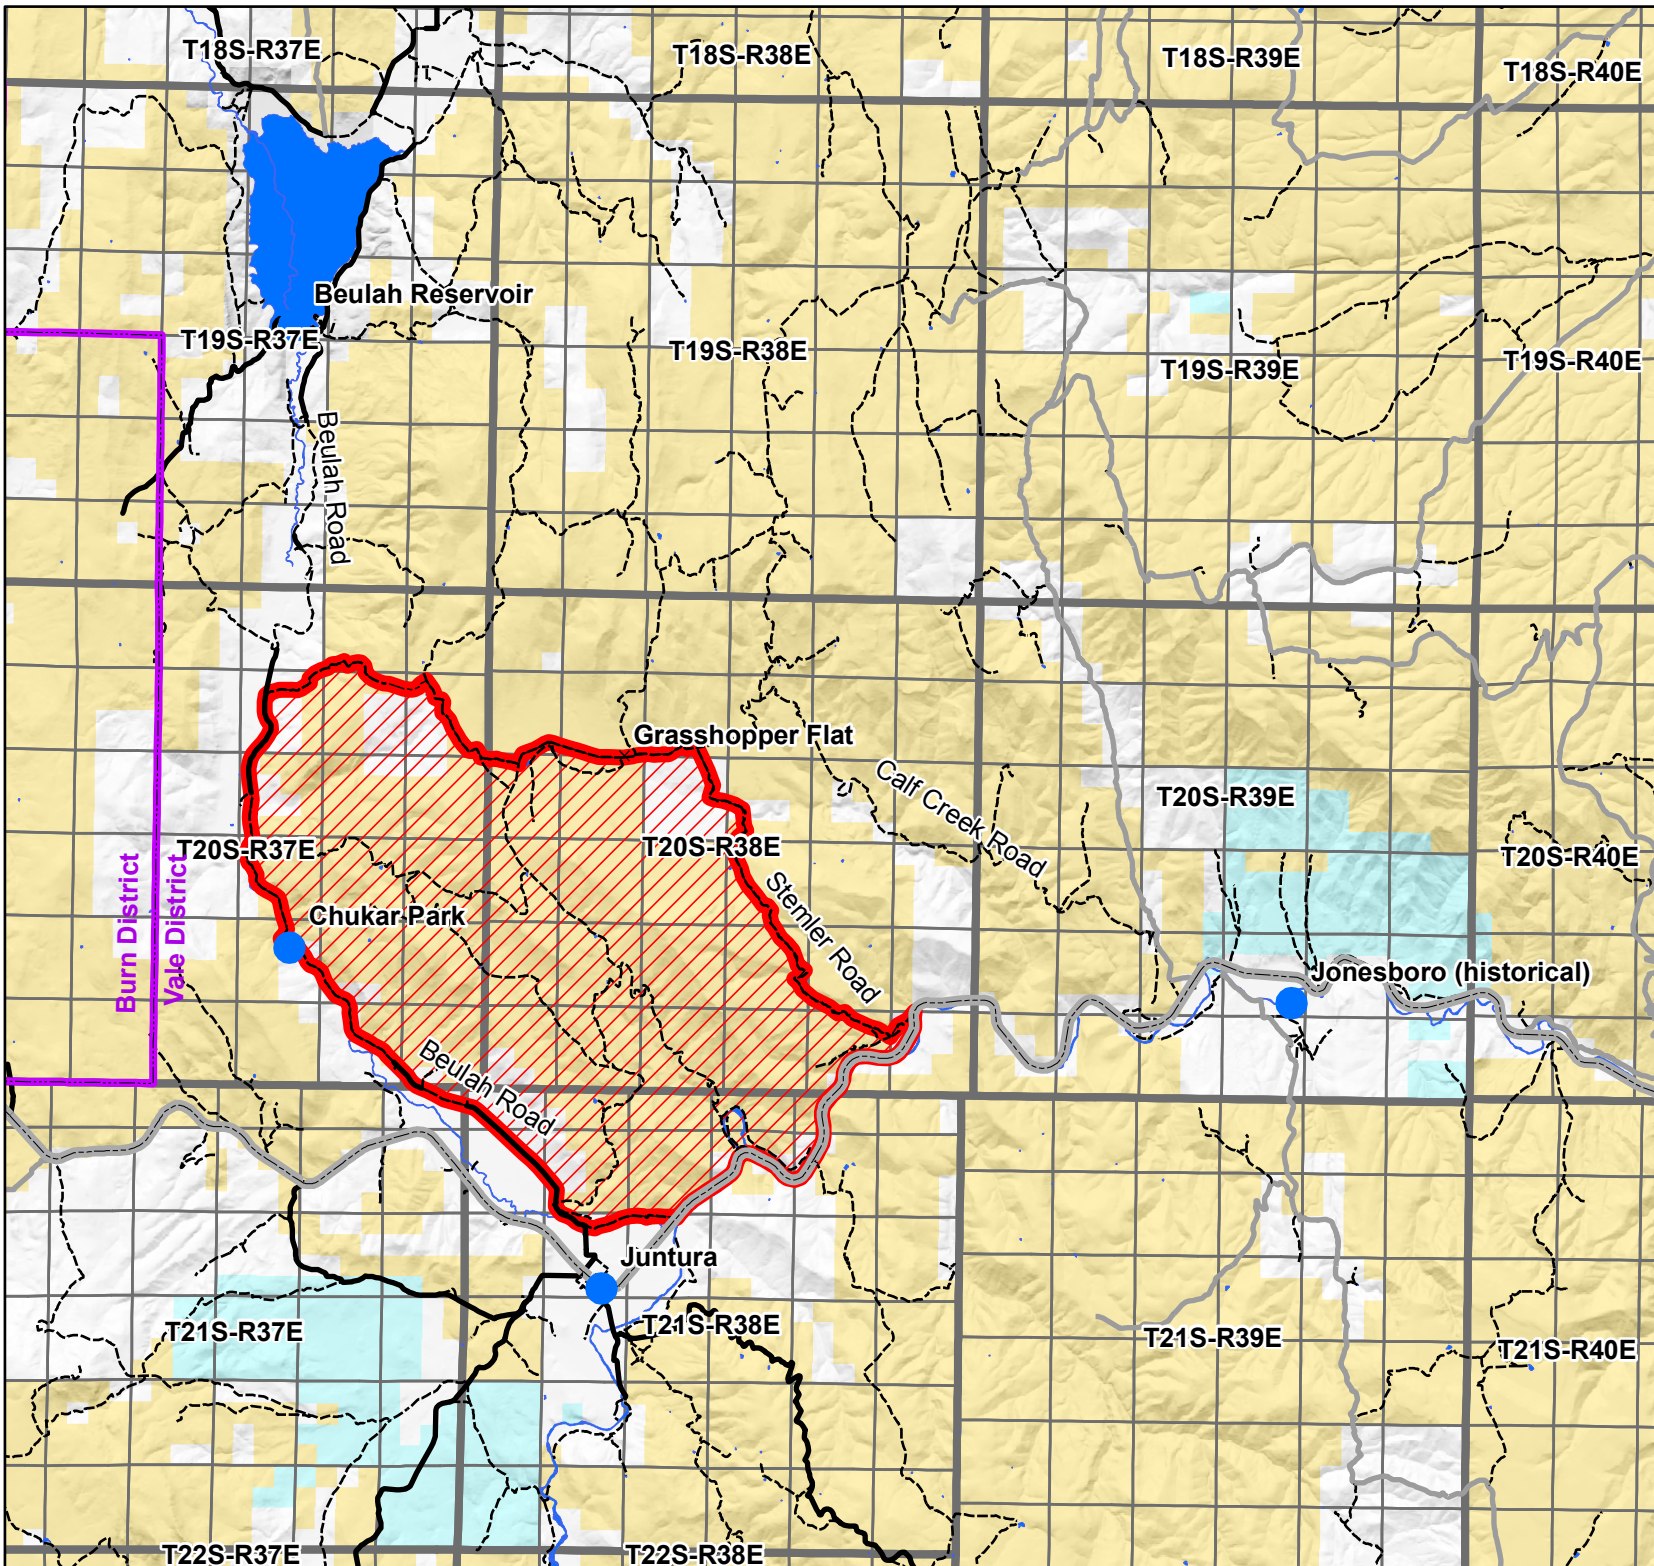 T18S-R37E
T18S-R38E
T18S-R39E
T18S-R40E
Beulah Reservoir
T19S-R37E
T19S-R38E
T19S-R39E
T19S-R40E
Beulah Road
Grasshopper Flat
Calf Creek Road
T20S-R37E
T20S-R38E
T20S-R39E
T20S-R40E
Burn District
Vale District
Chukar Park
Stemler Road
Jonesboro (historical)
Beulah Road
Juntura
T21S-R37E
T21S-R38E
T21S-R39E
T21S-R40E
T22S-R37E
T22S-R38E